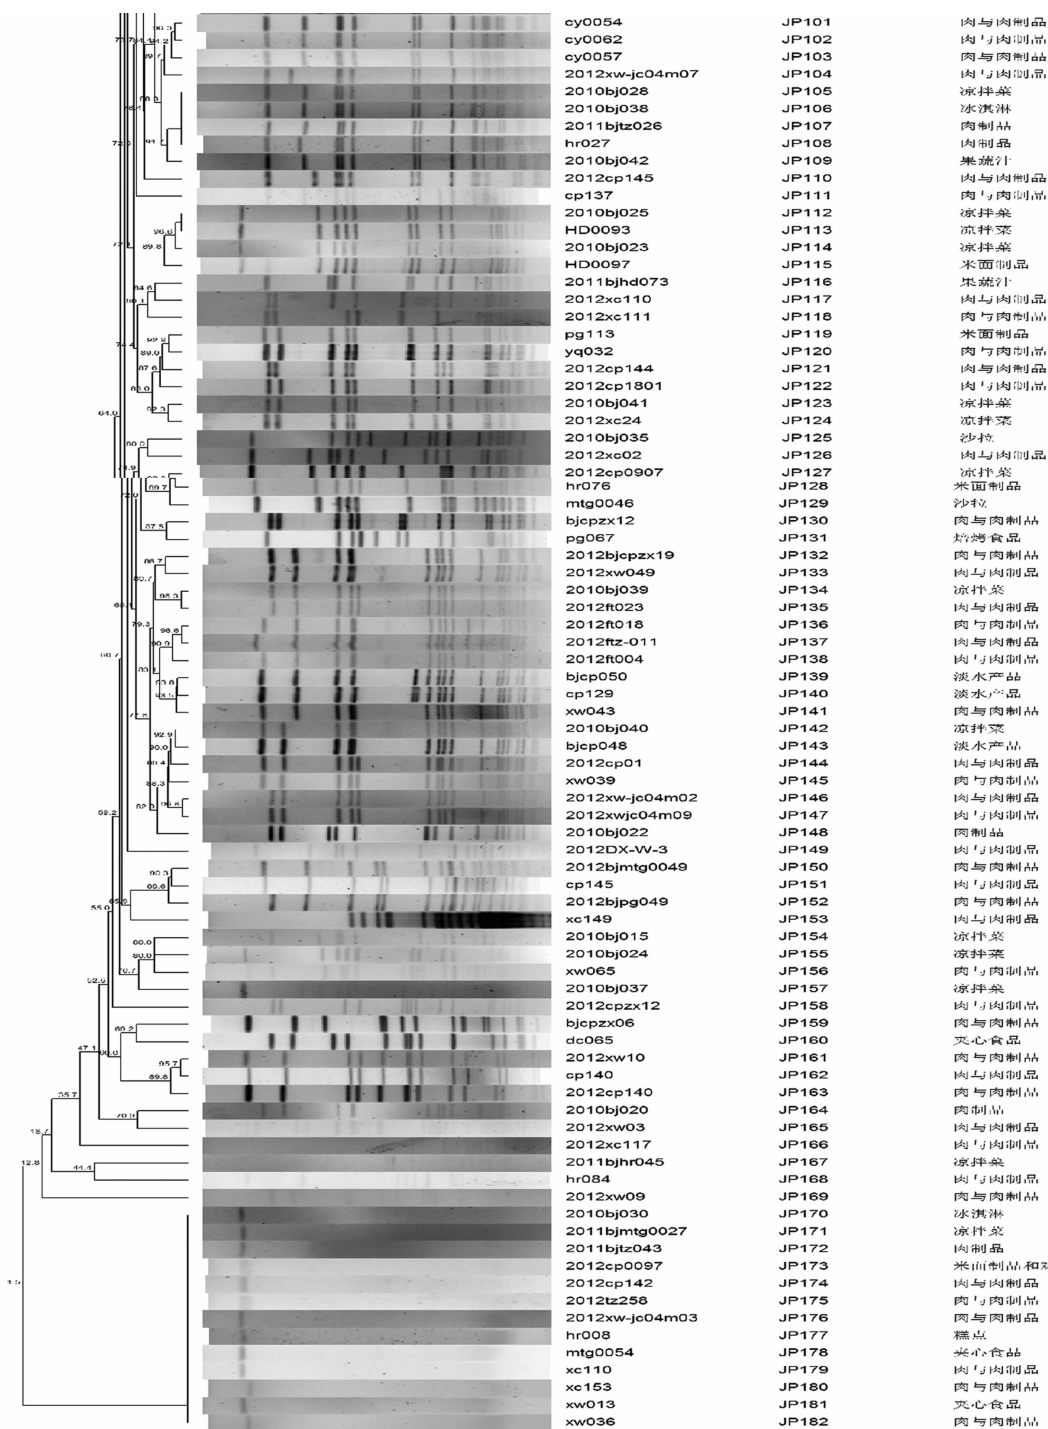 cy0054 JP101 肉与肉制品
cy0062 JP102 肉与肉制品
cy0057 JP103 肉与肉制品
2012xw-jc04m07 JP104 肉与肉制品
2010bj028 JP105 凉拌菜
2010bj038 JP106 冰淇淋
2011bjtz026 JP107 肉制品
hr027 JP108 肉制品
2010bj042 JP109 果蔬汁
2012cp145 JP110 肉与肉制品
cp137 JP111 肉与肉制品
2010bj025 JP112 凉拌菜
HD0093 JP113 凉拌菜
2010bj023 JP114 凉拌菜
HD0097 JP115 米面制品
2011bjhd073 JP116 果蔬汁
2012xc110 JP117 肉与肉制品
2012xc111 JP118 肉与肉制品
pg113 JP119 米面制品
yq032 JP120 肉与肉制品
2012cp144 JP121 肉与肉制品
2012cp1801 JP122 肉与肉制品
2010bj041 JP123 凉拌菜
2012xc24 JP124 凉拌菜
2010bj035 JP125 沙拉
2012xc02 JP126 肉与肉制品
2012cp0907 JP127 凉拌菜
hr076 JP128 米面制品
mtg0046 JP129 沙拉
bjcpzx12 JP130 肉与肉制品
pg067 JP131 焙烤食品
2012bjcpzx19 JP132 肉与肉制品
2012xw049 JP133 肉与肉制品
2010bj039 JP134 凉拌菜
2012ft023 JP135 肉与肉制品
2012ft018 JP136 肉与肉制品
2012ftz-011 JP137 肉与肉制品
2012ft004 JP138 肉与肉制品
bjcp050 JP139 淡水产品
cp129 JP140 淡水产品
xw043 JP141 肉与肉制品
2010bj040 JP142 凉拌菜
bjcp048 JP143 淡水产品
2012cp01 JP144 肉与肉制品
xw039 JP145 肉与肉制品
2012xw-jc04m02 JP146 肉与肉制品
2012xwjc04m09 JP147 肉与肉制品
2010bj022 JP148 肉制品
2012DX-W-3 JP149 肉与肉制品
2012bjmtg0049 JP150 肉与肉制品
cp145 JP151 肉与肉制品
2012bjpg049 JP152 肉与肉制品
xc149 JP153 肉与肉制品
2010bj015 JP154 凉拌菜
2010bj024 JP155 凉拌菜
xw065 JP156 肉与肉制品
2010bj037 JP157 凉拌菜
2012cpzx12 JP158 肉与肉制品
bjcpzx06 JP159 肉与肉制品
dc065 JP160 夹心食品
2012xw10 JP161 肉与肉制品
cp140 JP162 肉与肉制品
2012cp140 JP163 肉与肉制品
2010bj020 JP164 肉制品
2012xw03 JP165 肉与肉制品
2012xc117 JP166 肉与肉制品
2011bjhr045 JP167 凉拌菜
hr084 JP168 肉与肉制品
2012xw09 JP169 肉与肉制品
2010bj030 JP170 冰淇淋
2011bjmtg0027 JP171 凉拌菜
2011bjtz043 JP172 肉制品
2012cp0097 JP173 米面制品和
2012cp142 JP174 肉与肉制品
2012tz258 JP175 肉与肉制品
2012xw-jc04m03 JP176 肉与肉制品
hr008 JP177 糕点
mtg0054 JP178 夹心食品
xc110 JP179 肉与肉制品
xc153 JP180 肉与肉制品
xw013 JP181 夹心食品
xw036 JP182 肉与肉制品